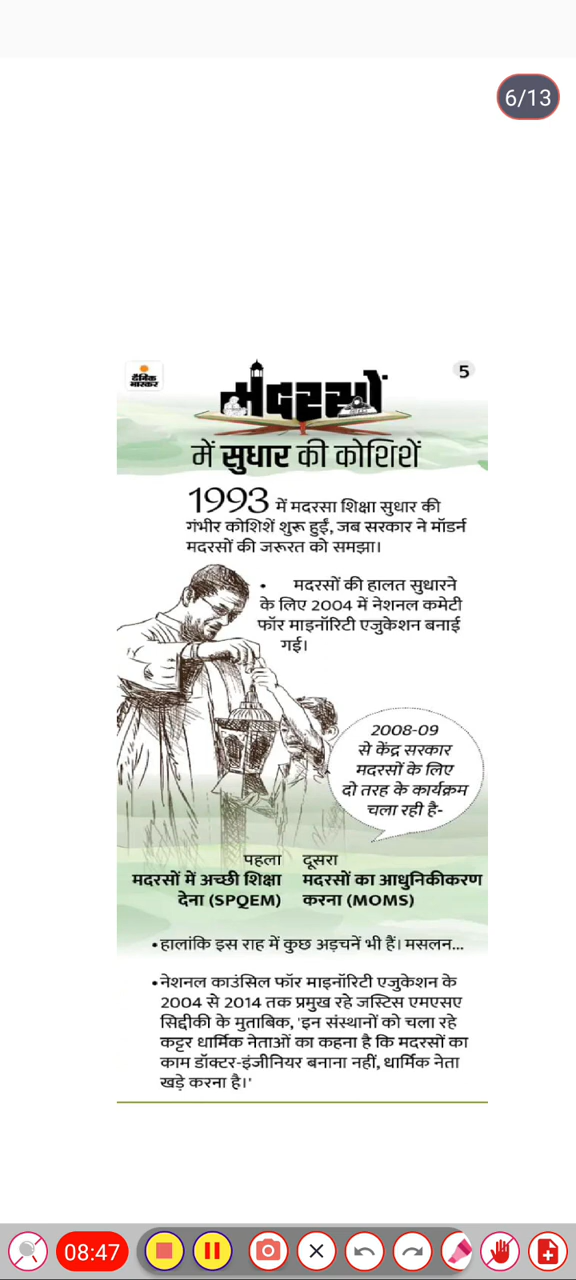 6/13
दैनिक
भास्कर
5
मदरसों
में सुधार की कोशिशें
1993 में मदरसा शिक्षा सुधार की
गंभीर कोशिशें शुरू हुईं, जब सरकार ने मॉडर्न
मदरसों की जरूरत को समझा।
• मदरसों की हालत सुधारने
के लिए 2004 में नेशनल कमेटी
फॉर माइनॉरिटी एजुकेशन बनाई
गई।
2008-09
से केंद्र सरकार
मदरसों के लिए
दो तरह के कार्यक्रम
चला रही है-
पहला
मदरसों में अच्छी शिक्षा
देना (SPQEM)
दूसरा
मदरसों का आधुनिकीकरण
करना (MOMS)
• हालांकि इस राह में कुछ अड़चनें भी हैं। मसलन...
• नेशनल काउंसिल फॉर माइनॉरिटी एजुकेशन के
2004 से 2014 तक प्रमुख रहे जस्टिस एमएसए
सिद्दीकी के मुताबिक, 'इन संस्थानों को चला रहे
कट्टर धार्मिक नेताओं का कहना है कि मदरसों का
काम डॉक्टर-इंजीनियर बनाना नहीं, धार्मिक नेता
खड़े करना है।'
08:47